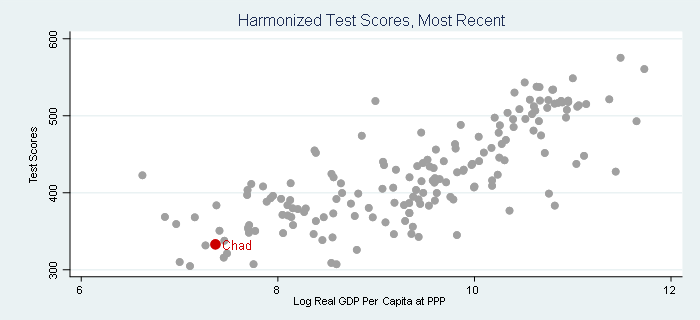 Harmonized Test Scores, Most Recent
600
500
400
300
Test Scores
Chad
6
8
10
12
Log Real GDP Per Capita at PPP